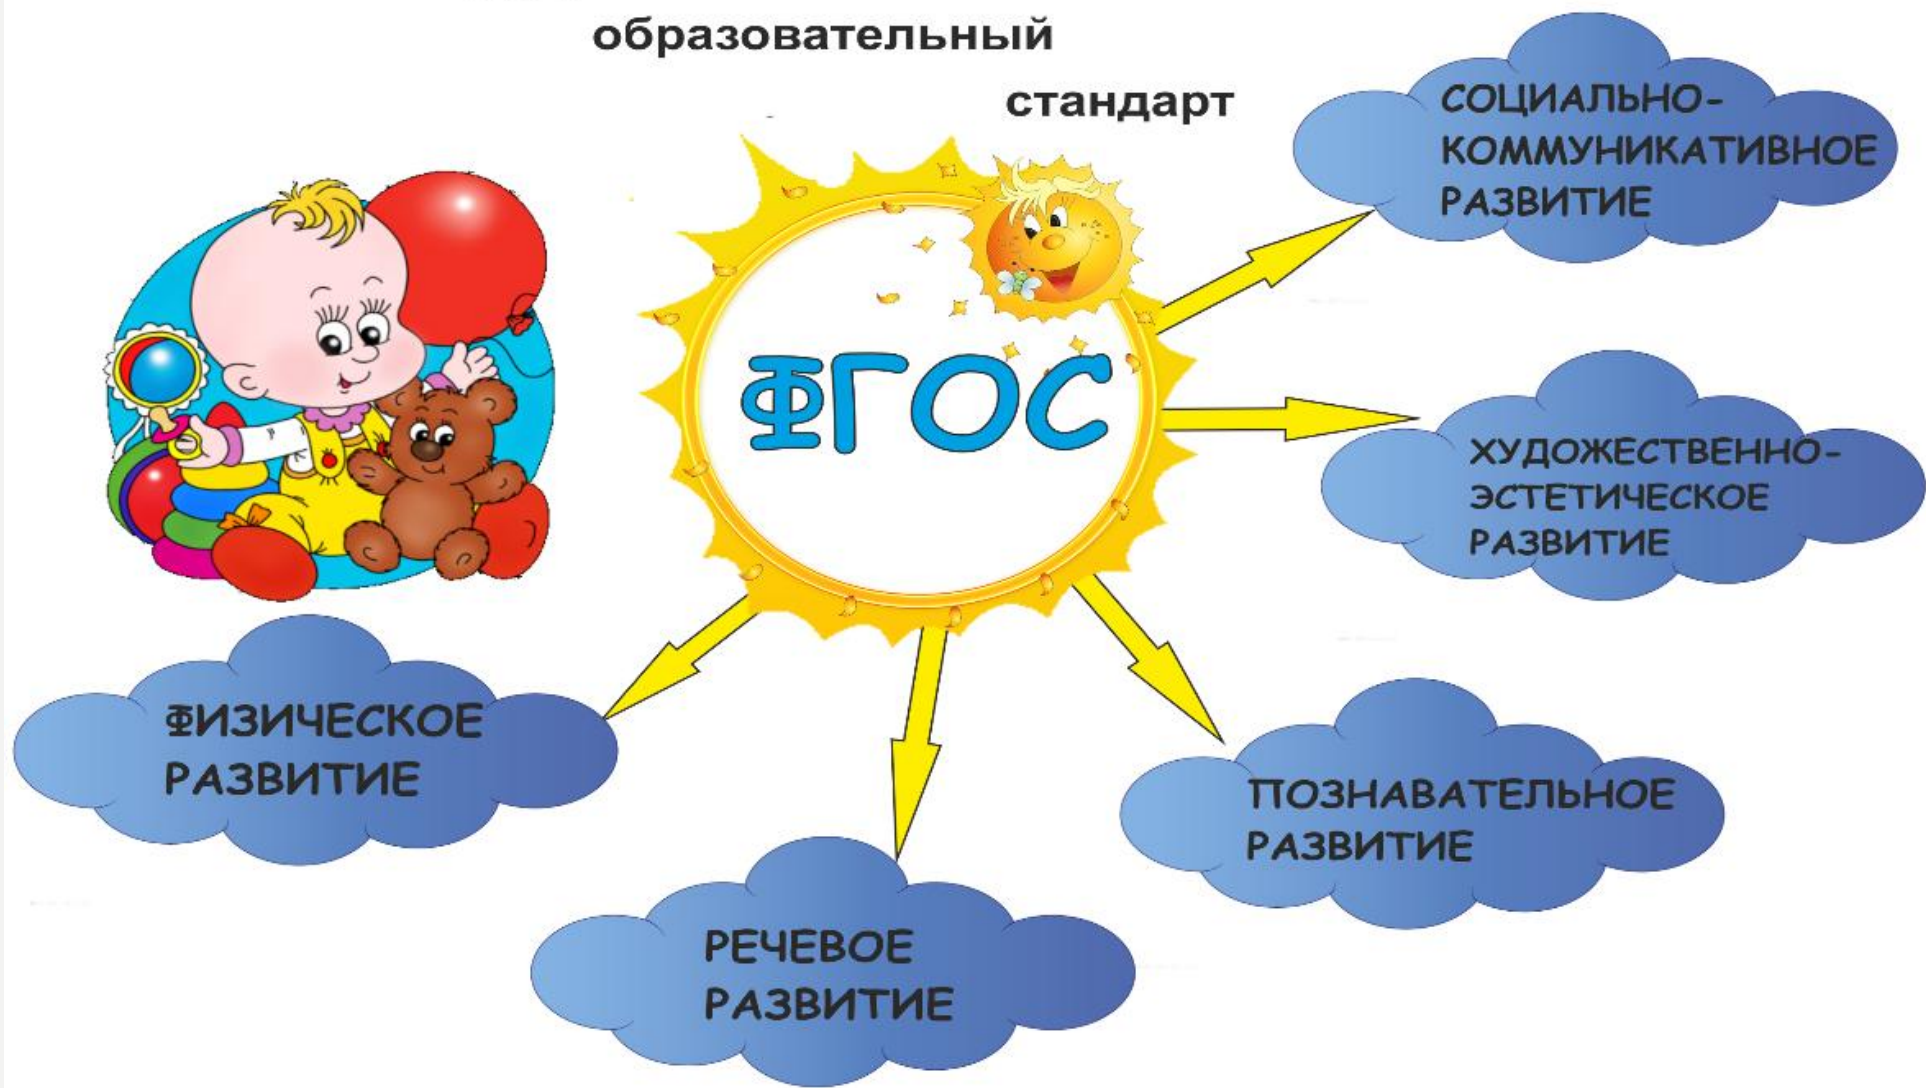 образовательный
стандарт
ФГОС
СОЦИАЛЬНО-
КОММУНИКАТИВНОЕ
РАЗВИТИЕ
ХУДОЖЕСТВЕННО-
ЭСТЕТИЧЕСКОЕ
РАЗВИТИЕ
ПОЗНАВАТЕЛЬНОЕ
РАЗВИТИЕ
РЕЧЕВОЕ
РАЗВИТИЕ
ФИЗИЧЕСКОЕ
РАЗВИТИЕ